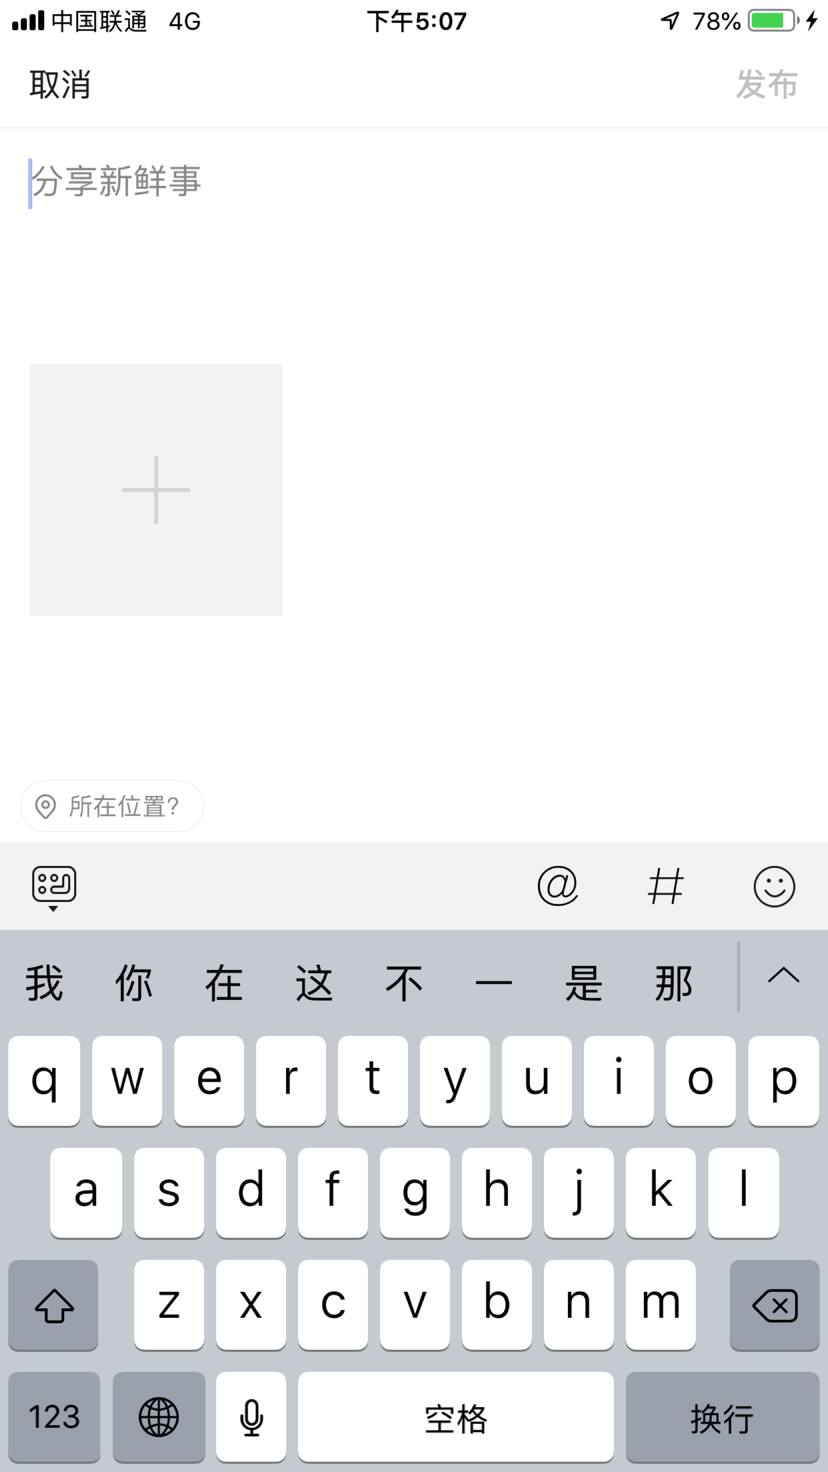 中国联通 4G 下午5:07 78%
取消 发布
分享新鲜事
所在位置?
@ #
我 你 在 这 不 一 是 那
q w e r t y u i o p
a s d f g h j k l
z x c v b n m
123 空格 换行